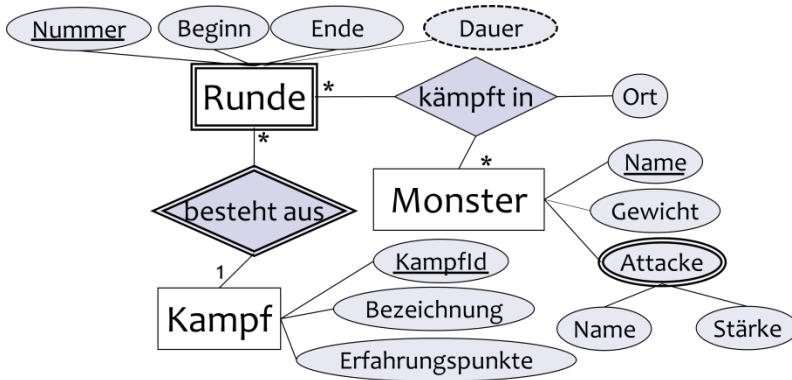 Nummer
Beginn
Ende
Dauer
Runde
*
kämpft in
Ort
*
*
Name
besteht aus
Monster
Gewicht
KampfId
Attacke
1
Kampf
Bezeichnung
Name
Stärke
Erfahrungspunkte